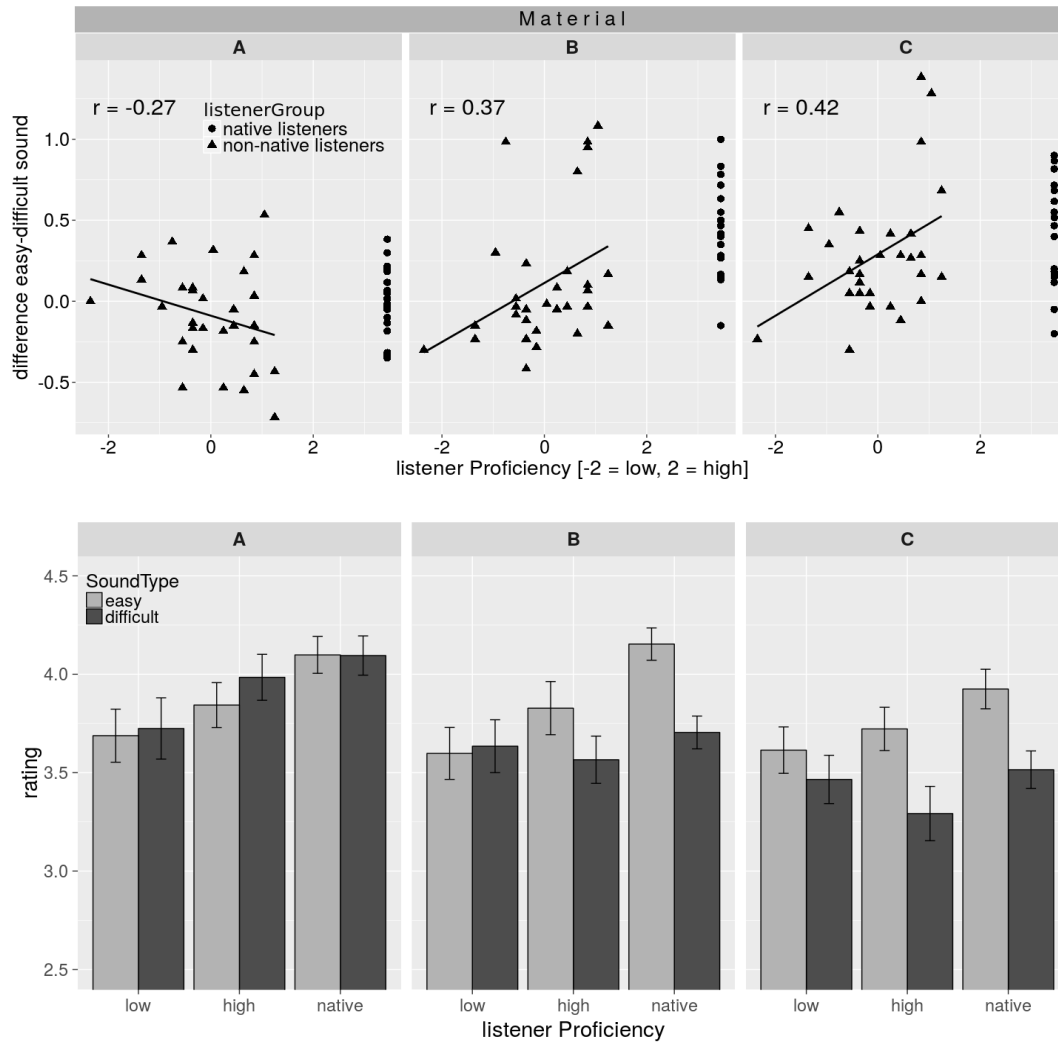 Material
A B C
r = -0.27
listenerGroup
native listeners
non-native listeners
r = 0.37
r = 0.42
difference easy-difficult sound
1.0
0.5
0.0
-0.5
-2 0 2 -2 0 2 -2 0 2
listener Proficiency [-2 = low, 2 = high]
A B C
SoundType
easy
difficult
rating
4.5
4.0
3.5
3.0
2.5
low high native low high native low high native
listener Proficiency